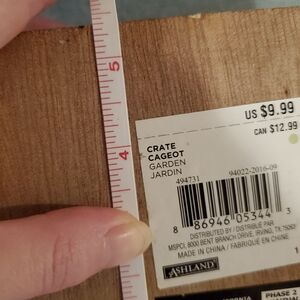 5
4
US $9.99
CAN $12.99
CRATE
CAGEOT
GARDEN
JARDIN
494731 94022-2016-09
8 86946 05344 3
DISTRIBUTED BY / DISTRIBUÉ PAR
MSPCI, 8000 BENT BRANCH DRIVE, IRVING, TX 75063
MADE IN CHINA / FABRIQUÉ EN CHINE
ASHLAND
PHASE 2